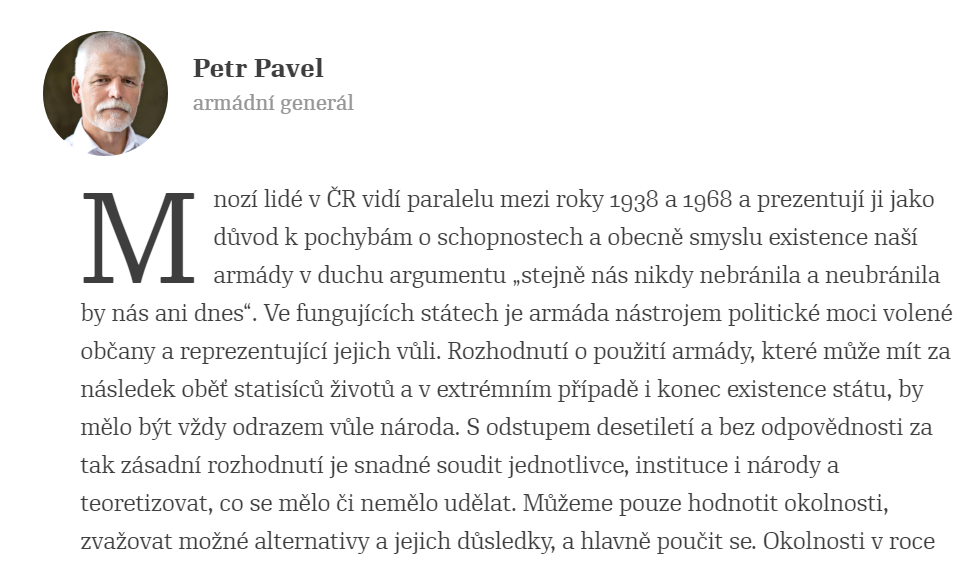 Petr Pavel
armádní generál
Mnozí lidé v ČR vidí paralelu mezi roky 1938 a 1968 a prezentují ji jako
důvod k pochybám o schopnostech a obecně smyslu existence naší
armády v duchu argumentu „stejně nás nikdy nebránila a neubránila
by nás ani dnes“. Ve fungujících státech je armáda nástrojem politické moci volené
občany a reprezentující jejich vůli. Rozhodnutí o použití armády, které může mít za
následek oběť statisíců životů a v extrémním případě i konec existence státu, by
mělo být vždy odrazem vůle národa. S odstupem desetiletí a bez odpovědnosti za
tak zásadní rozhodnutí je snadné soudit jednotlivce, instituce i národy a
teoretizovat, co se mělo či nemělo udělat. Můžeme pouze hodnotit okolnosti,
zvažovat možné alternativy a jejich důsledky, a hlavně poučit se. Okolnosti v roce